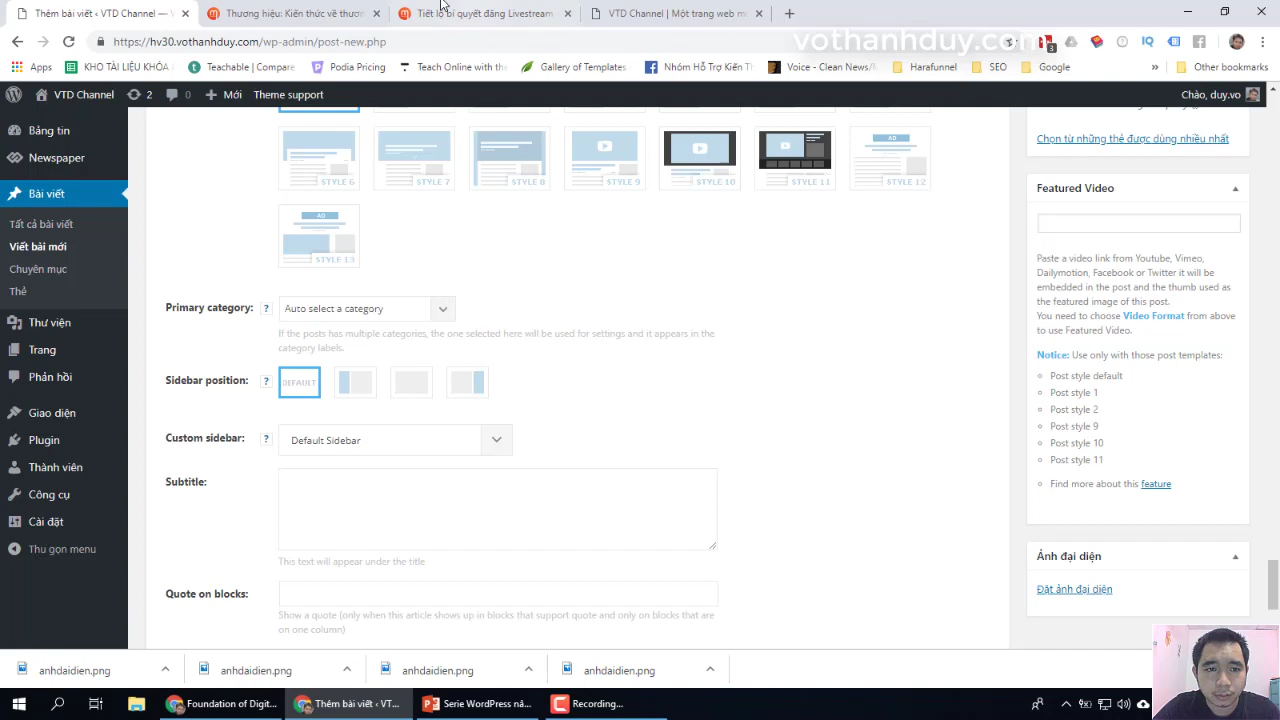 VTD Channel | Một trang web m
Thương hiệu: Kiến thức về thươ
Tiết lộ bí quyết đăng Livestream
VTD Channel | Một trang web mớ
https://hv30.vothanhduy.com/wp-admin/post-new.php
vothanhduy.com
3
Apps
KHO TÀI LIỆU KHÓA
Teachable | Compare
Podia Pricing
Teach Online with the
Gallery of Templates
Nhóm Hỗ Trợ Kiến Th
Voice - Clean News/M
Harafunnel
SEO
Google
»
Other bookmarks
VTD Channel
2
0
Mới
Theme support
Chào, duy.vo
Bảng tin
Newspaper
Bài viết
Tất cả bài viết
Viết bài mới
Chuyên mục
Thẻ
Thư viện
Trang
Phản hồi
Giao diện
Plugin
Thành viên
Công cụ
Cài đặt
Thu gọn menu
STYLE 6
STYLE 7
STYLE 8
STYLE 9
STYLE 10
STYLE 11
AD
STYLE 12
AD
STYLE 13
Primary category:
?
Auto select a category
If the posts has multiple categories, the one selected here will be used for settings and it appears in the
category labels.
Sidebar position:
?
DEFAULT
Custom sidebar:
?
Default Sidebar
Subtitle:
This text will appear under the title
Quote on blocks:
Show a quote (only when this article shows up in blocks that support quote and only on blocks that are
on one column)
Chọn từ những thẻ được dùng nhiều nhất
Featured Video
Paste a video link from Youtube, Vimeo,
Dailymotion, Facebook or Twitter it will be
embedded in the post and the thumb used as
the featured image of this post.
You need to choose Video Format from above
to use Featured Video.
Notice: Use only with those post templates:
Post style default
Post style 1
Post style 2
Post style 9
Post style 10
Post style 11
Find more about this feature
Ảnh đại diện
Đặt ảnh đại diện
anhdaidien.png
anhdaidien.png
anhdaidien.png
anhdaidien.png
Foundation of Digit...
Thêm bài viết ‹ VT...
Serie WordPress nâ...
Recording...